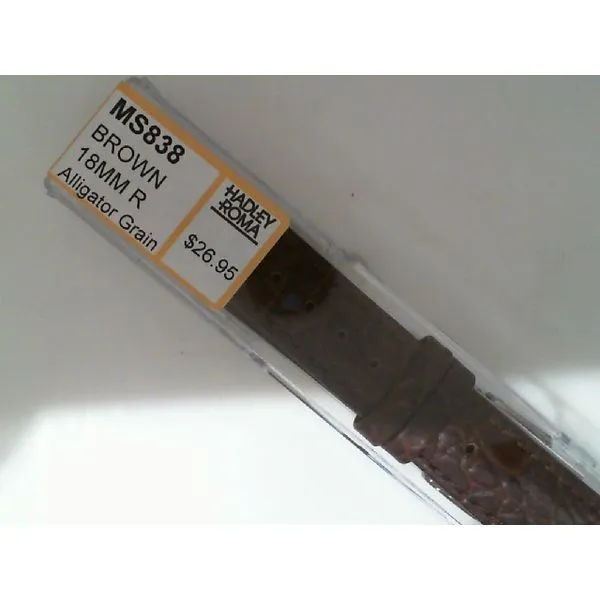 MS838
BROWN
18MM R
Alligator Grain
HADLEY
ROMA
$26.95